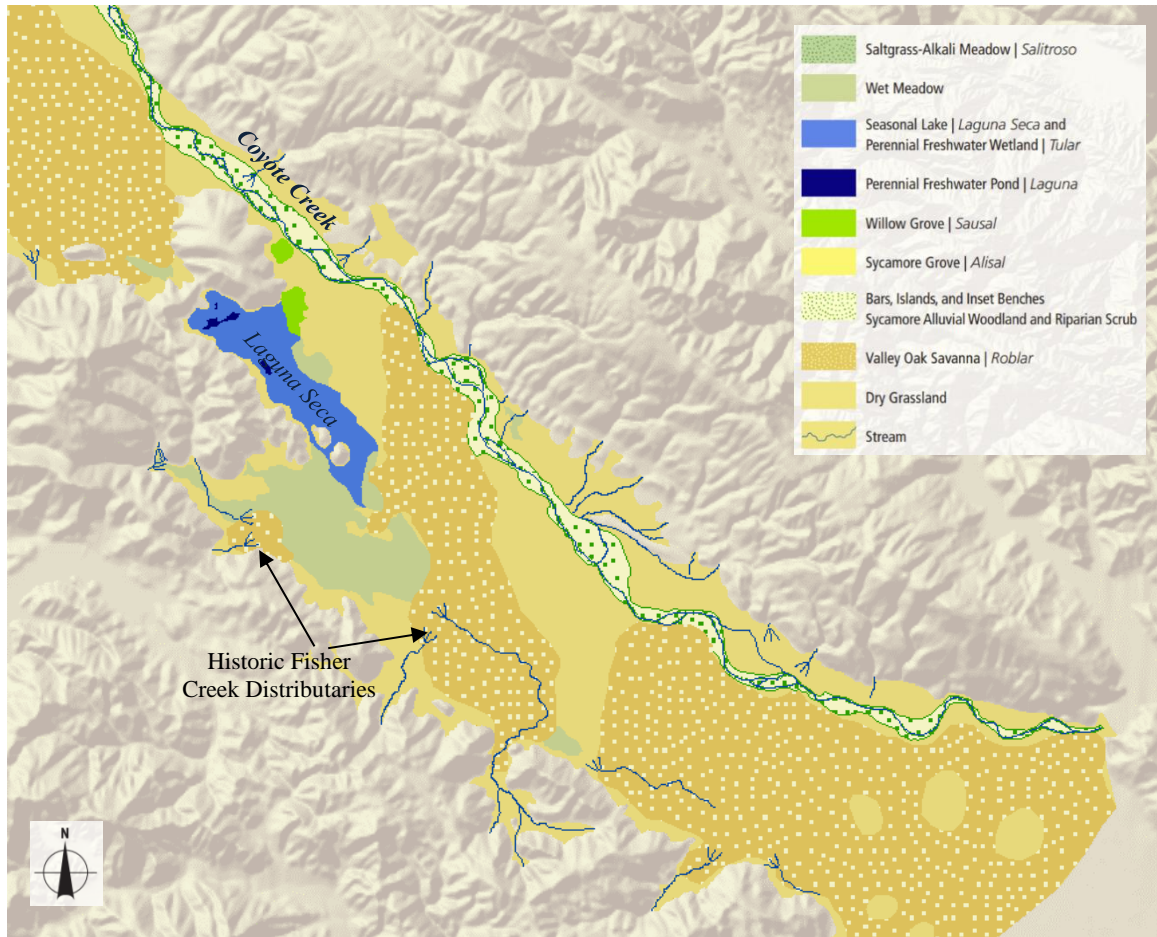 Saltgrass-Alkali Meadow | Salitroso
Wet Meadow
Seasonal Lake | Laguna Seca and
Perennial Freshwater Wetland | Tular
Perennial Freshwater Pond | Laguna
Willow Grove | Sausal
Sycamore Grove | Alisal
Bars, Islands, and Inset Benches
Sycamore Alluvial Woodland and Riparian Scrub
Valley Oak Savanna | Roblar
Dry Grassland
Stream
Coyote Creek
Laguna Seca
Historic Fisher
Creek Distributaries
N